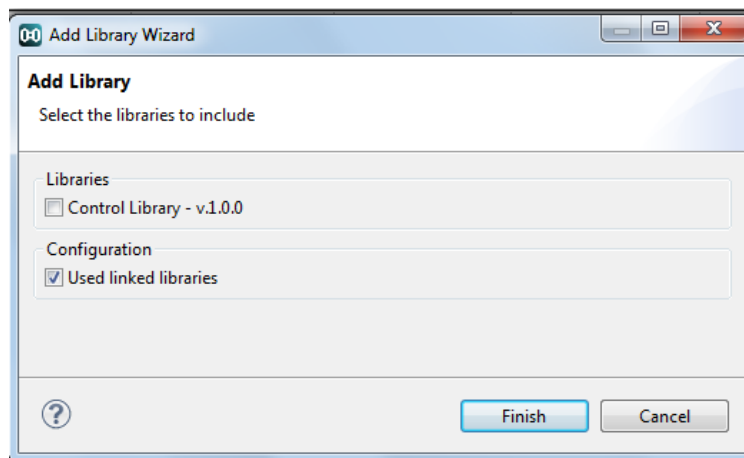 Add Library Wizard
Add Library
Select the libraries to include
Libraries
Control Library - v.1.0.0
Configuration
Used linked libraries
?
Finish
Cancel